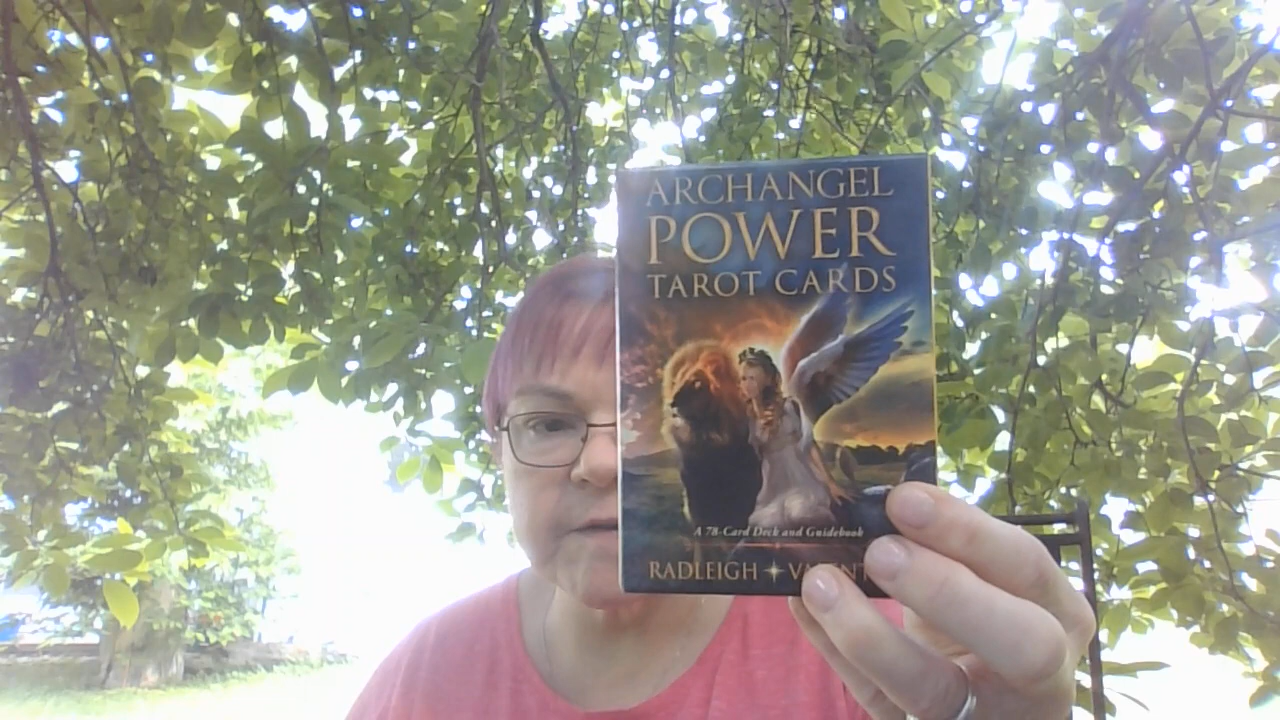 ARCHANGEL
POWER
TAROT CARDS
A 78-Card Deck and Guidebook
RADLEIGH